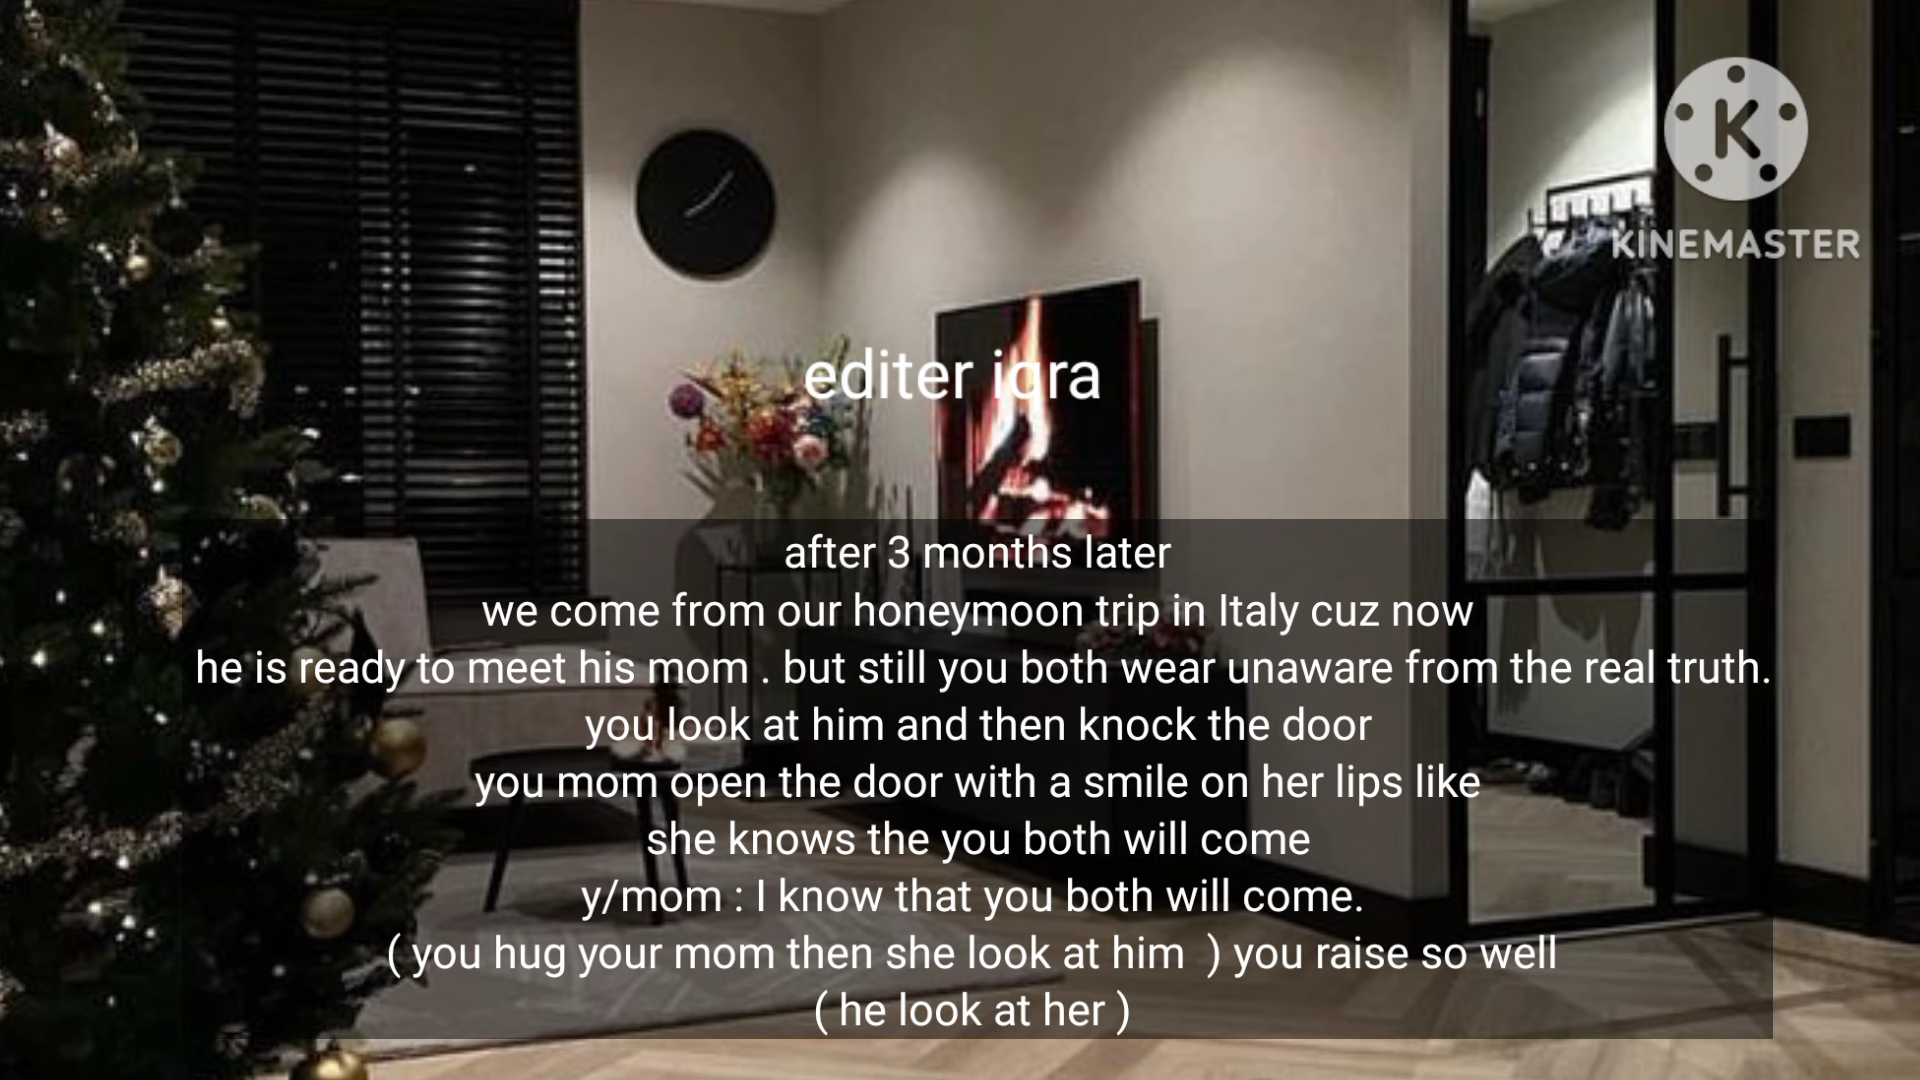 K
KINEMASTER
editer iqra
after 3 months later
we come from our honeymoon trip in Italy cuz now
he is ready to meet his mom . but still you both wear unaware from the real truth.
you look at him and then knock the door
you mom open the door with a smile on her lips like
she knows the you both will come
y/mom : I know that you both will come.
( you hug your mom then she look at him  ) you raise so well
( he look at her )